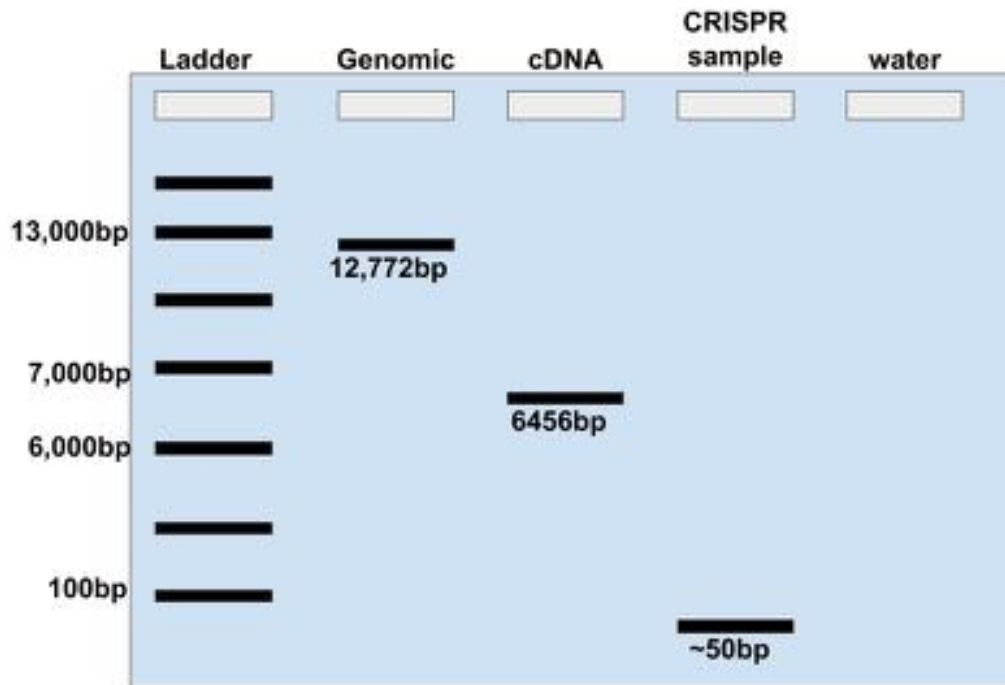 Ladder
Genomic
cDNA
CRISPR
sample
water
13,000bp
12,772bp
7,000bp
6456bp
6,000bp
100bp
~50bp